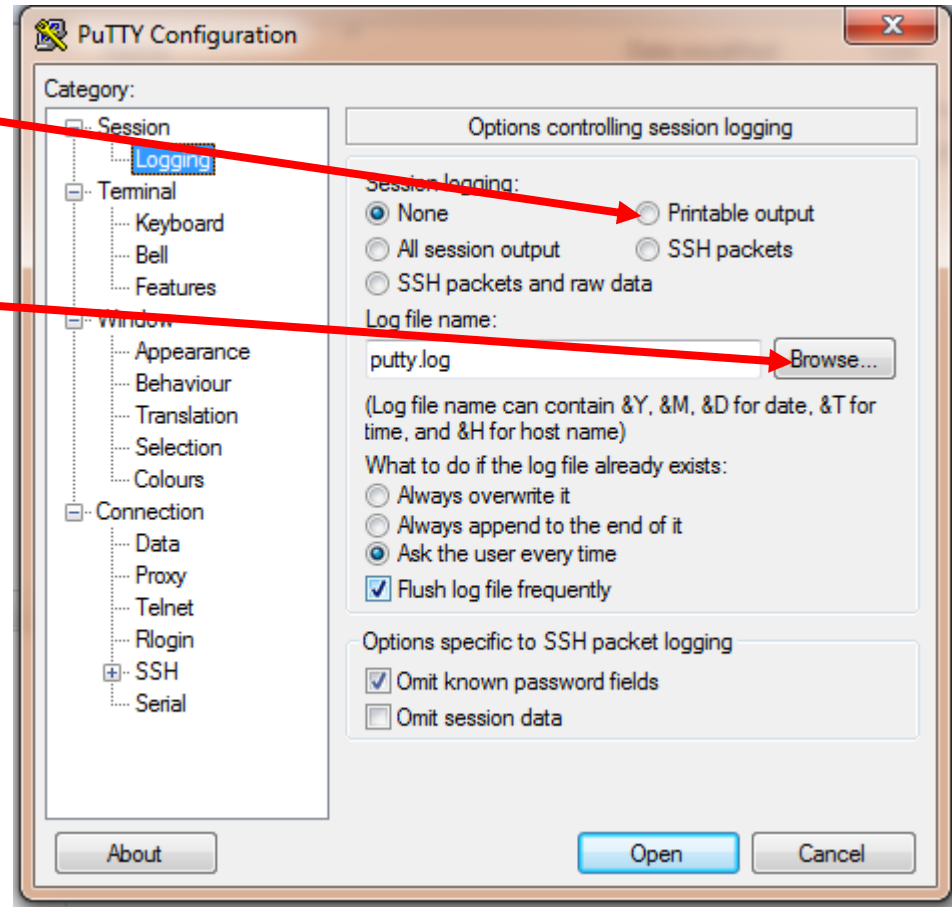 PuTTY Configuration
Category:
Session
Logging
Terminal
Keyboard
Bell
Features
Window
Appearance
Behaviour
Translation
Selection
Colours
Connection
Data
Proxy
Telnet
Rlogin
SSH
Serial
Options controlling session logging
Session logging:
None
Printable output
All session output
SSH packets
SSH packets and raw data
Log file name:
putty.log
Browse...
(Log file name can contain &Y, &M, &D for date, &T for
time, and &H for host name)
What to do if the log file already exists:
Always overwrite it
Always append to the end of it
Ask the user every time
Flush log file frequently
Options specific to SSH packet logging
Omit known password fields
Omit session data
About
Open
Cancel